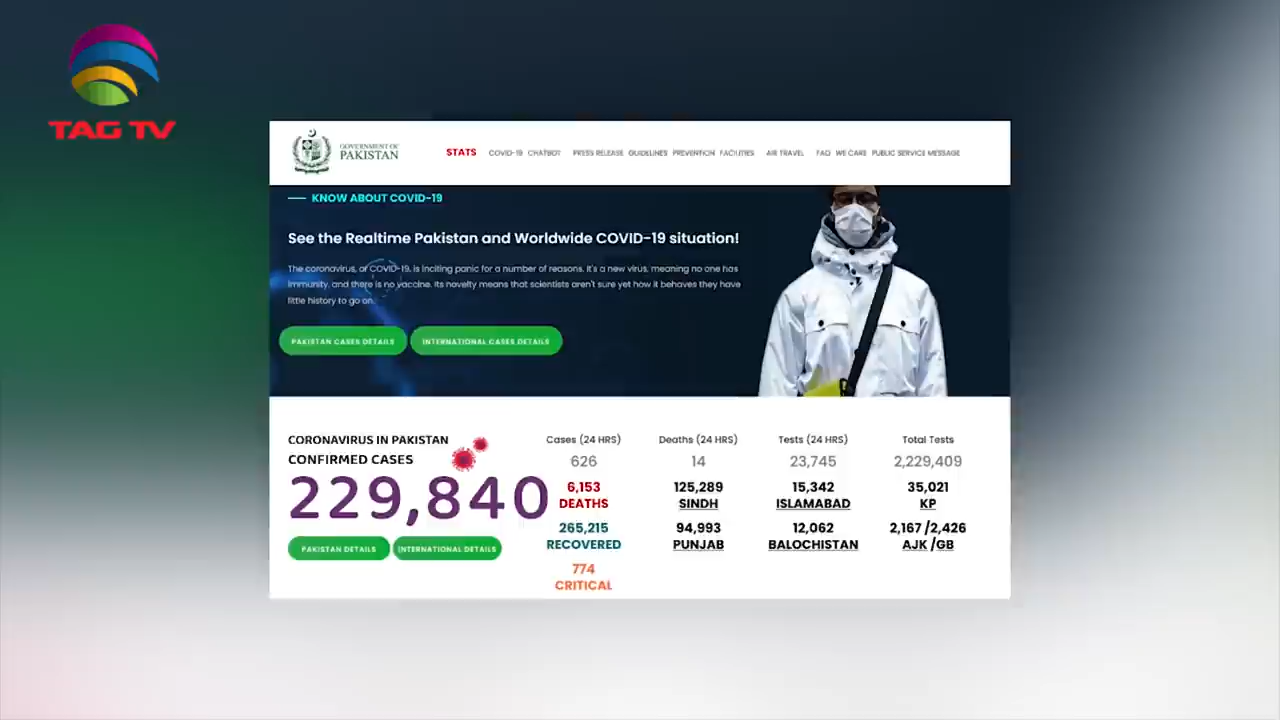 TAG TV
GOVERNMENT OF
PAKISTAN
STATS COVID-19 CHATBOT PRESS RELEASE GUIDELINES PREVENTION FACILITIES AIR TRAVEL FAQ WE CARE PUBLIC SERVICE MESSAGE
KNOW ABOUT COVID-19
See the Realtime Pakistan and Worldwide COVID-19 situation!
The coronavirus, or COVID-19, is inciting panic for a number of reasons. It's a new virus, meaning no one has
immunity, and there is no vaccine. Its novelty means that scientists aren't sure yet how it behaves they have
little history to go on.
PAKISTAN CASES DETAILS INTERNATIONAL CASES DETAILS
CORONAVIRUS IN PAKISTAN
CONFIRMED CASES
229,840
PAKISTAN DETAILS INTERNATIONAL DETAILS
Cases (24 HRS) Deaths (24 HRS) Tests (24 HRS) Total Tests
626 14 23,745 2,229,409
6,153 125,289 15,342 35,021
DEATHS SINDH ISLAMABAD KP
265,215 94,993 12,062 2,167 /2,426
RECOVERED PUNJAB BALOCHISTAN AJK /GB
774
CRITICAL